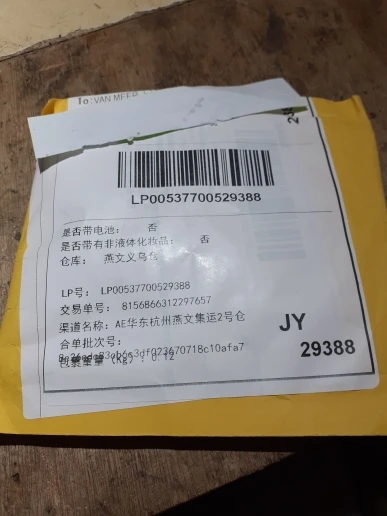 To: VAN MEE
LP00537700529388
是否带电池： 否
是否带有非液体化妆品： 否
仓库： 燕文义乌仓
LP号： LP00537700529388
交易单号： 8156866312297657
渠道名称： AE华东杭州燕文集运2号仓
JY
合单批次号：
29388
包装重量 (Kg)：0.12